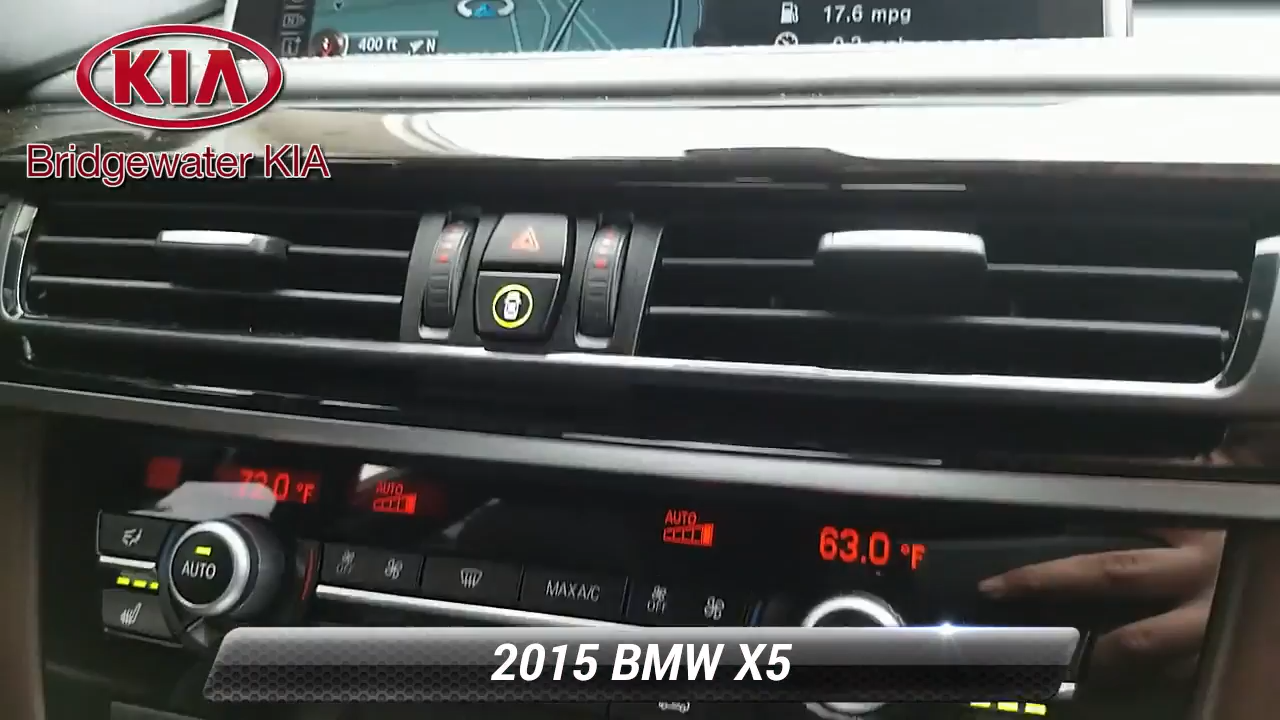 17.6 mpg
400 ft N
KIA
Bridgewater KIA
72.0 °F
AUTO
AUTO
63.0 °F
AUTO
OFF
MAX A/C
OFF
2015 BMW X5